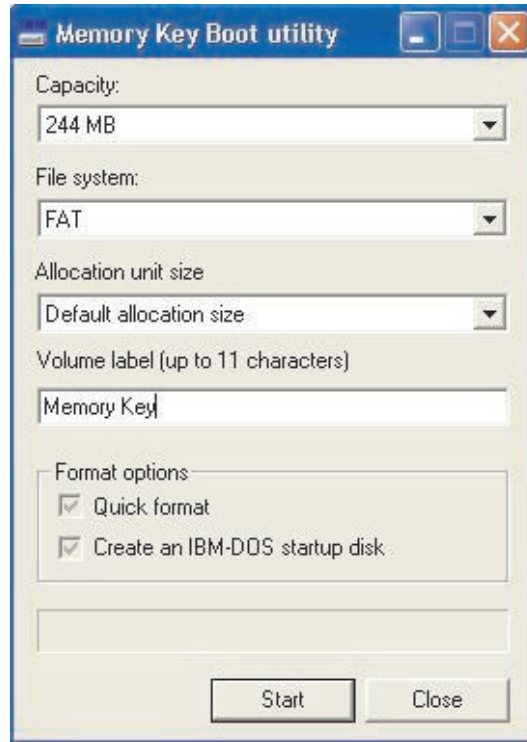 Memory Key Boot utility
Capacity:
244 MB
File system:
FAT
Allocation unit size
Default allocation size
Volume label (up to 11 characters)
Memory Key
Format options
Quick format
Create an IBM-DOS startup disk
Start Close